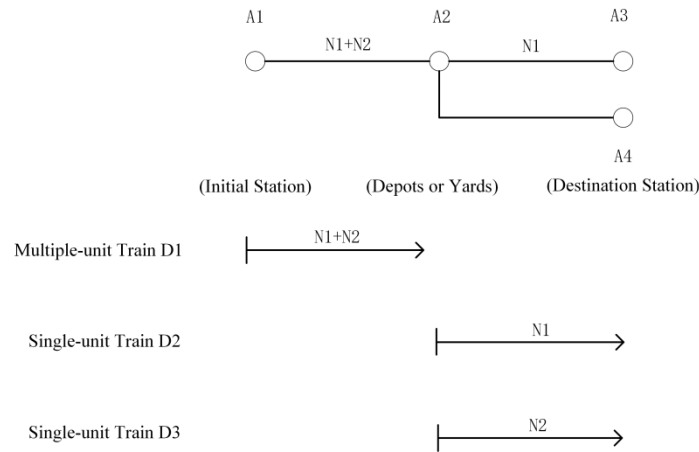 A1 A2 A3
N1+N2 N1
A4
(Initial Station) (Depots or Yards) (Destination Station)
Multiple-unit Train D1 N1+N2
Single-unit Train D2 N1
Single-unit Train D3 N2